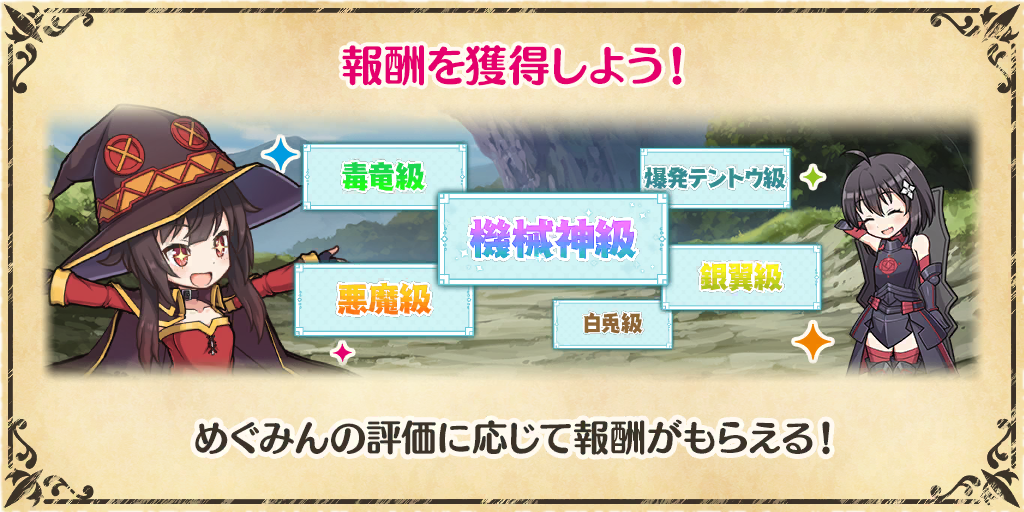 報酬を獲得しよう！
毒竜級
爆発テントウ級
機械神級
悪魔級
銀翼級
白兎級
めぐみんの評価に応じて報酬がもらえる！